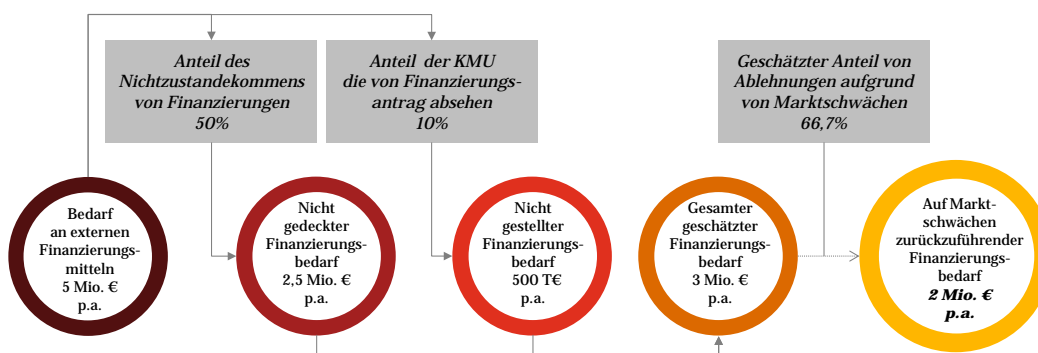 Anteil des
Nichtzustandekommens
von Finanzierungen
50%
Anteil der KMU
die von Finanzierungs-
antrag absehen
10%
Geschätzter Anteil von
Ablehnungen aufgrund
von Marktschwächen
66,7%
Bedarf
an externen
Finanzierungs-
mitteln
5 Mio. €
p.a.
Nicht
gedeckter
Finanzierungs-
bedarf
2,5 Mio. €
p.a.
Nicht
gestellter
Finanzierungs-
bedarf
500 T€
p.a.
Gesamter
geschätzter
Finanzierungs-
bedarf
3 Mio. €
p.a.
Auf Markt-
schwächen
zurückzuführender
Finanzierungs-
bedarf
2 Mio. €
p.a.